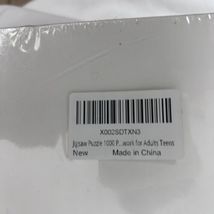 X002SDTXN3
Jigsaw Puzzle 1000 P...work for Adults Teens
New Made in China